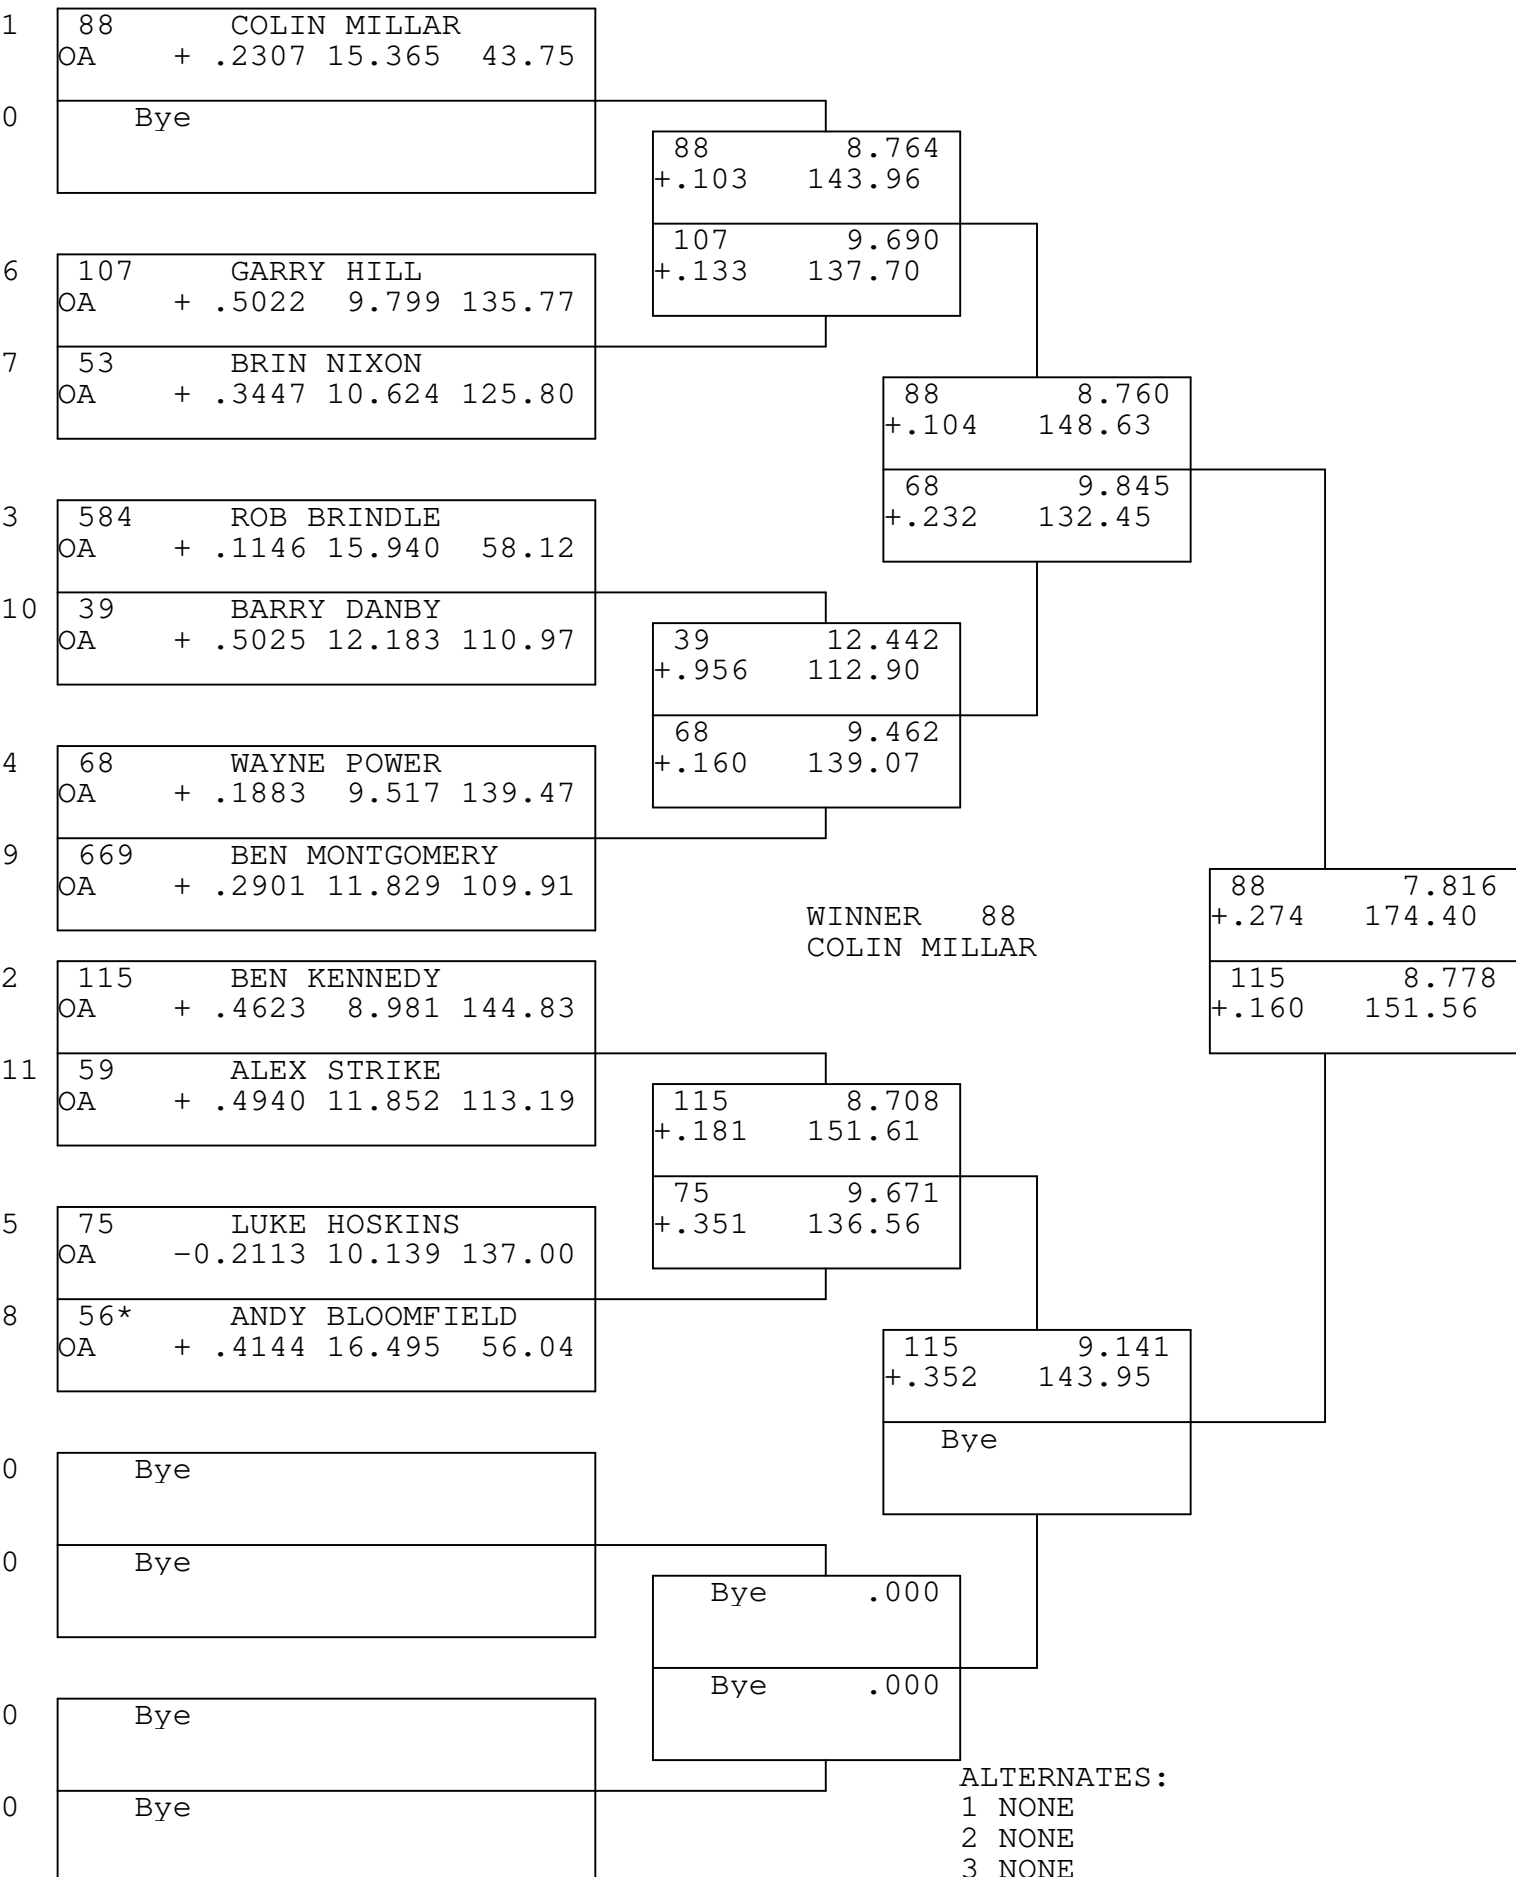 1 88 COLIN MILLAR
OA + .2307 15.365 43.75
0 Bye
88 8.764
+.103 143.96
107 9.690
+.133 137.70
6 107 GARRY HILL
OA + .5022 9.799 135.77
7 53 BRIN NIXON
OA + .3447 10.624 125.80
88 8.760
+.104 148.63
68 9.845
+.232 132.45
3 584 ROB BRINDLE
OA + .1146 15.940 58.12
10 39 BARRY DANBY
OA + .5025 12.183 110.97
39 12.442
+.956 112.90
68 9.462
+.160 139.07
4 68 WAYNE POWER
OA + .1883 9.517 139.47
9 669 BEN MONTGOMERY
OA + .2901 11.829 109.91
WINNER 88
COLIN MILLAR
88 7.816
+.274 174.40
115 8.778
+.160 151.56
2 115 BEN KENNEDY
OA + .4623 8.981 144.83
11 59 ALEX STRIKE
OA + .4940 11.852 113.19
115 8.708
+.181 151.61
75 9.671
+.351 136.56
5 75 LUKE HOSKINS
OA -0.2113 10.139 137.00
8 56* ANDY BLOOMFIELD
OA + .4144 16.495 56.04
115 9.141
+.352 143.95
Bye
0 Bye
0 Bye
Bye .000
Bye .000
0 Bye
0 Bye
ALTERNATES:
1 NONE
2 NONE
3 NONE